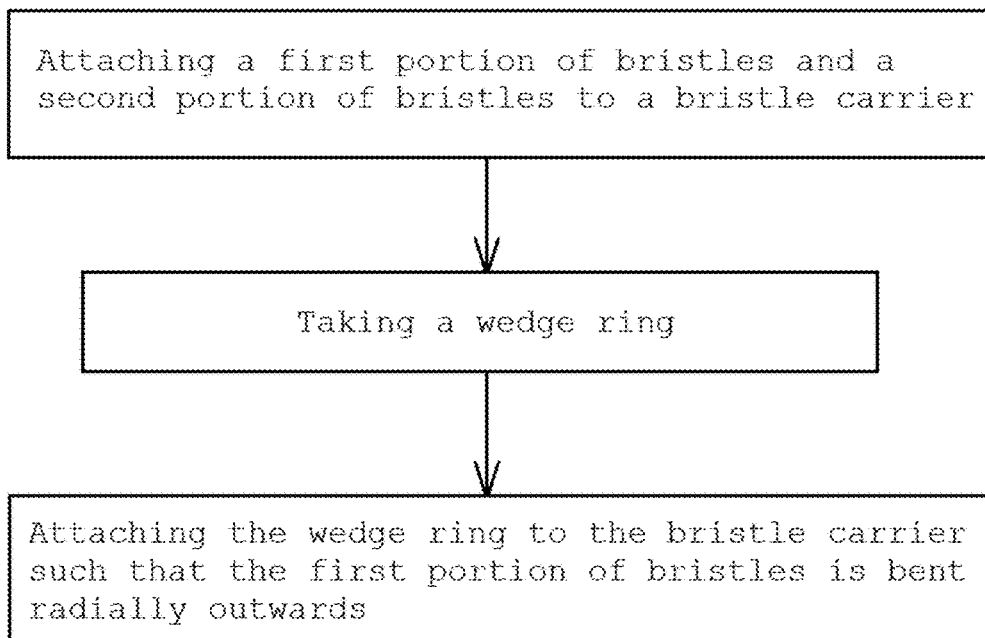 Attaching a first portion of bristles and a
second portion of bristles to a bristle carrier
Taking a wedge ring
Attaching the wedge ring to the bristle carrier
such that the first portion of bristles is bent
radially outwards